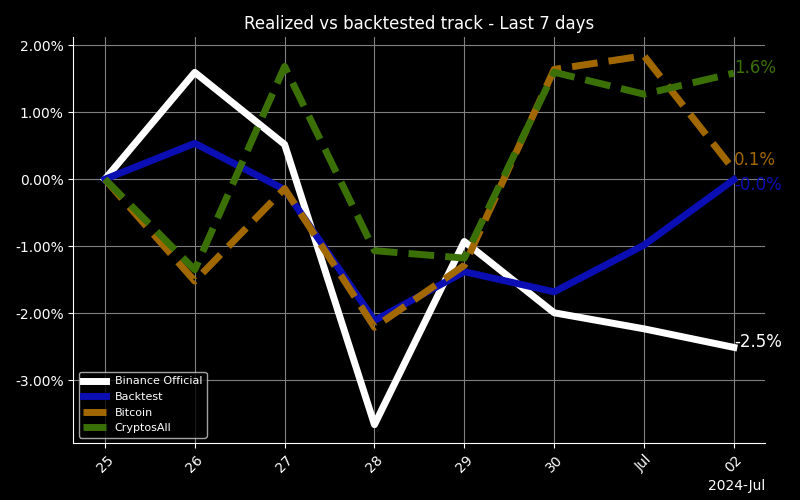 Realized vs backtested track - Last 7 days
2.00%
1.00%
0.00%
-1.00%
-2.00%
-3.00%
1.6%
0.1%
-0.0%
-2.5%
Binance Official
Backtest
Bitcoin
CryptosAll
25
26
27
28
29
30
Jul
02
2024-Jul